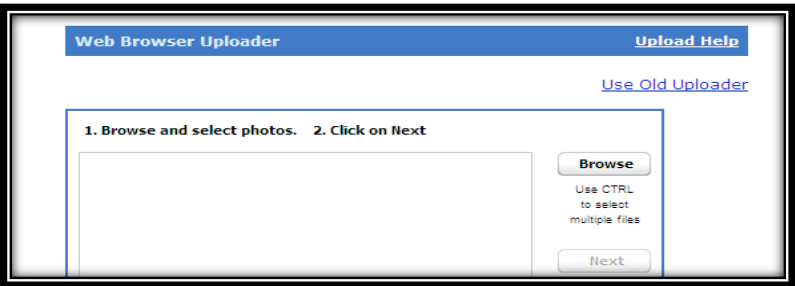 Web Browser Uploader Upload Help
Use Old Uploader
1. Browse and select photos. 2. Click on Next
Browse
Use CTRL
to select
multiple files
Next